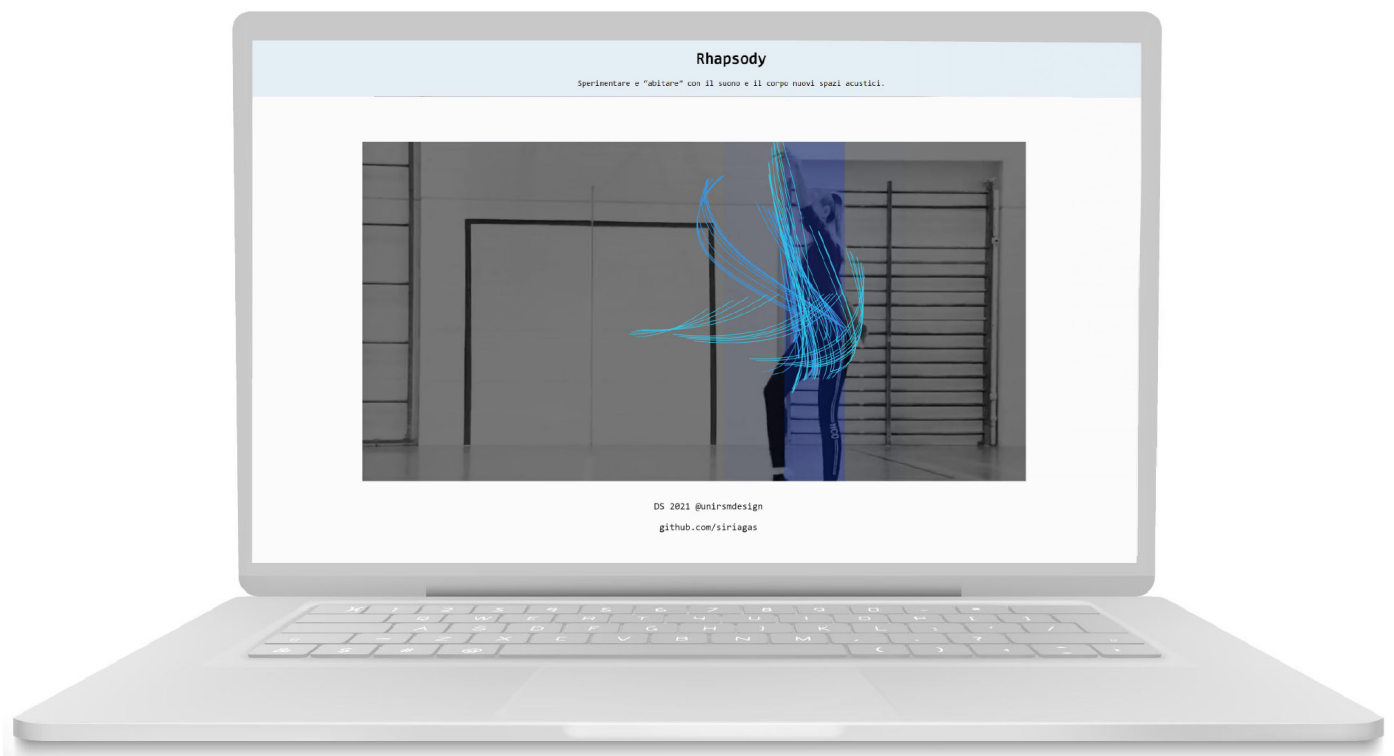 Rhapsody
Sperimentare e “abitare” con il suono e il corpo nuovi spazi acustici.
DS 2021 @unirsmdesign
github.com/siriagas